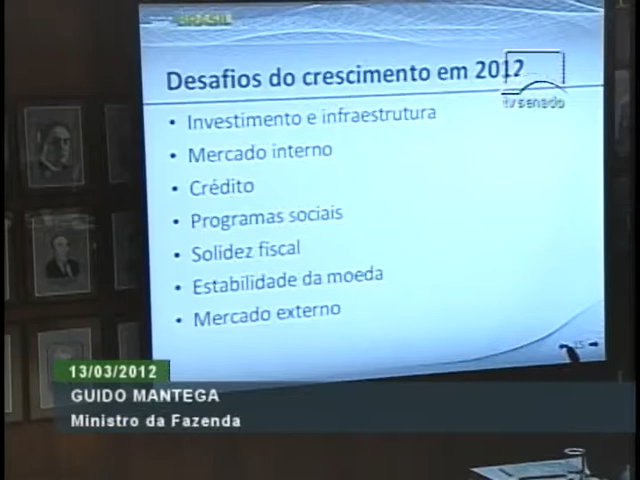 BRASIL
Desafios do crescimento em 2012
tv senado
• Investimento e infraestrutura
• Mercado interno
• Crédito
• Programas sociais
• Solidez fiscal
• Estabilidade da moeda
• Mercado externo
13/03/2012
GUIDO MANTEGA
Ministro da Fazenda